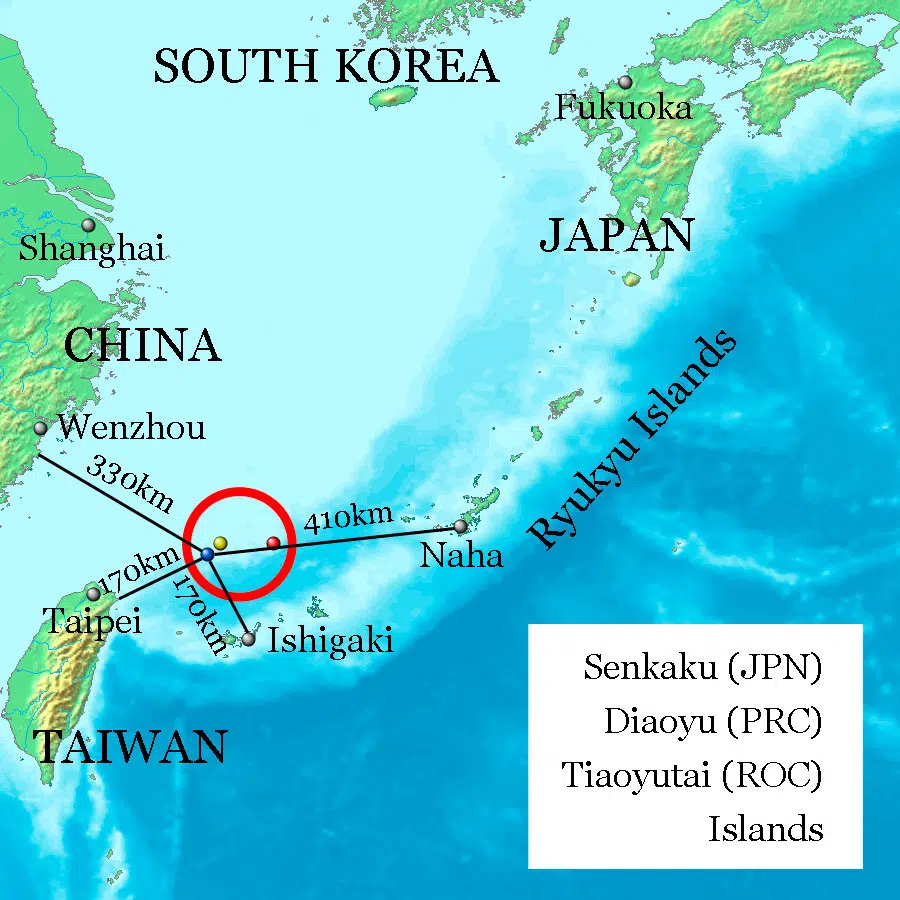 SOUTH KOREA
Fukuoka
JAPAN
Shanghai
CHINA
Ryukyu Islands
Wenzhou
330km
410km
Naha
170km
170km
Taipei
Ishigaki
TAIWAN
Senkaku (JPN)
Diaoyu (PRC)
Tiaoyutai (ROC)
Islands